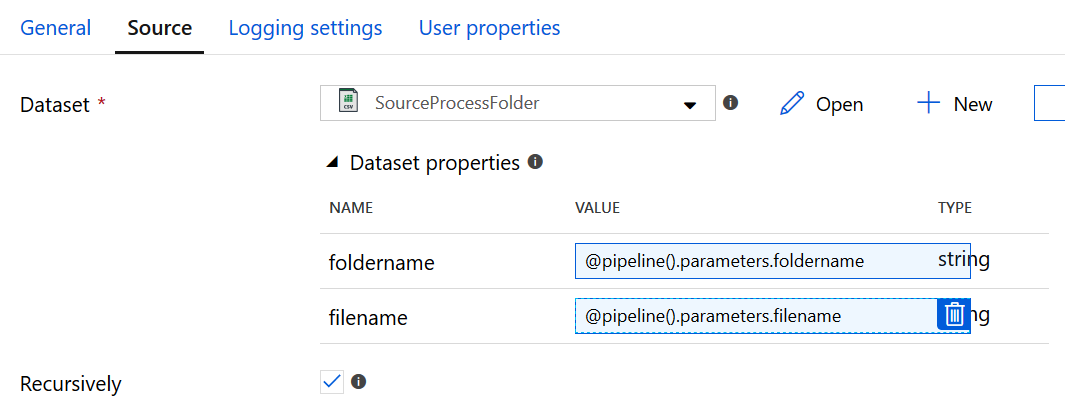 General Source Logging settings User properties
Dataset * CSV SourceProcessFolder Open New
Dataset properties
NAME VALUE TYPE
foldername @pipeline().parameters.foldername string
filename @pipeline().parameters.filename ng
Recursively